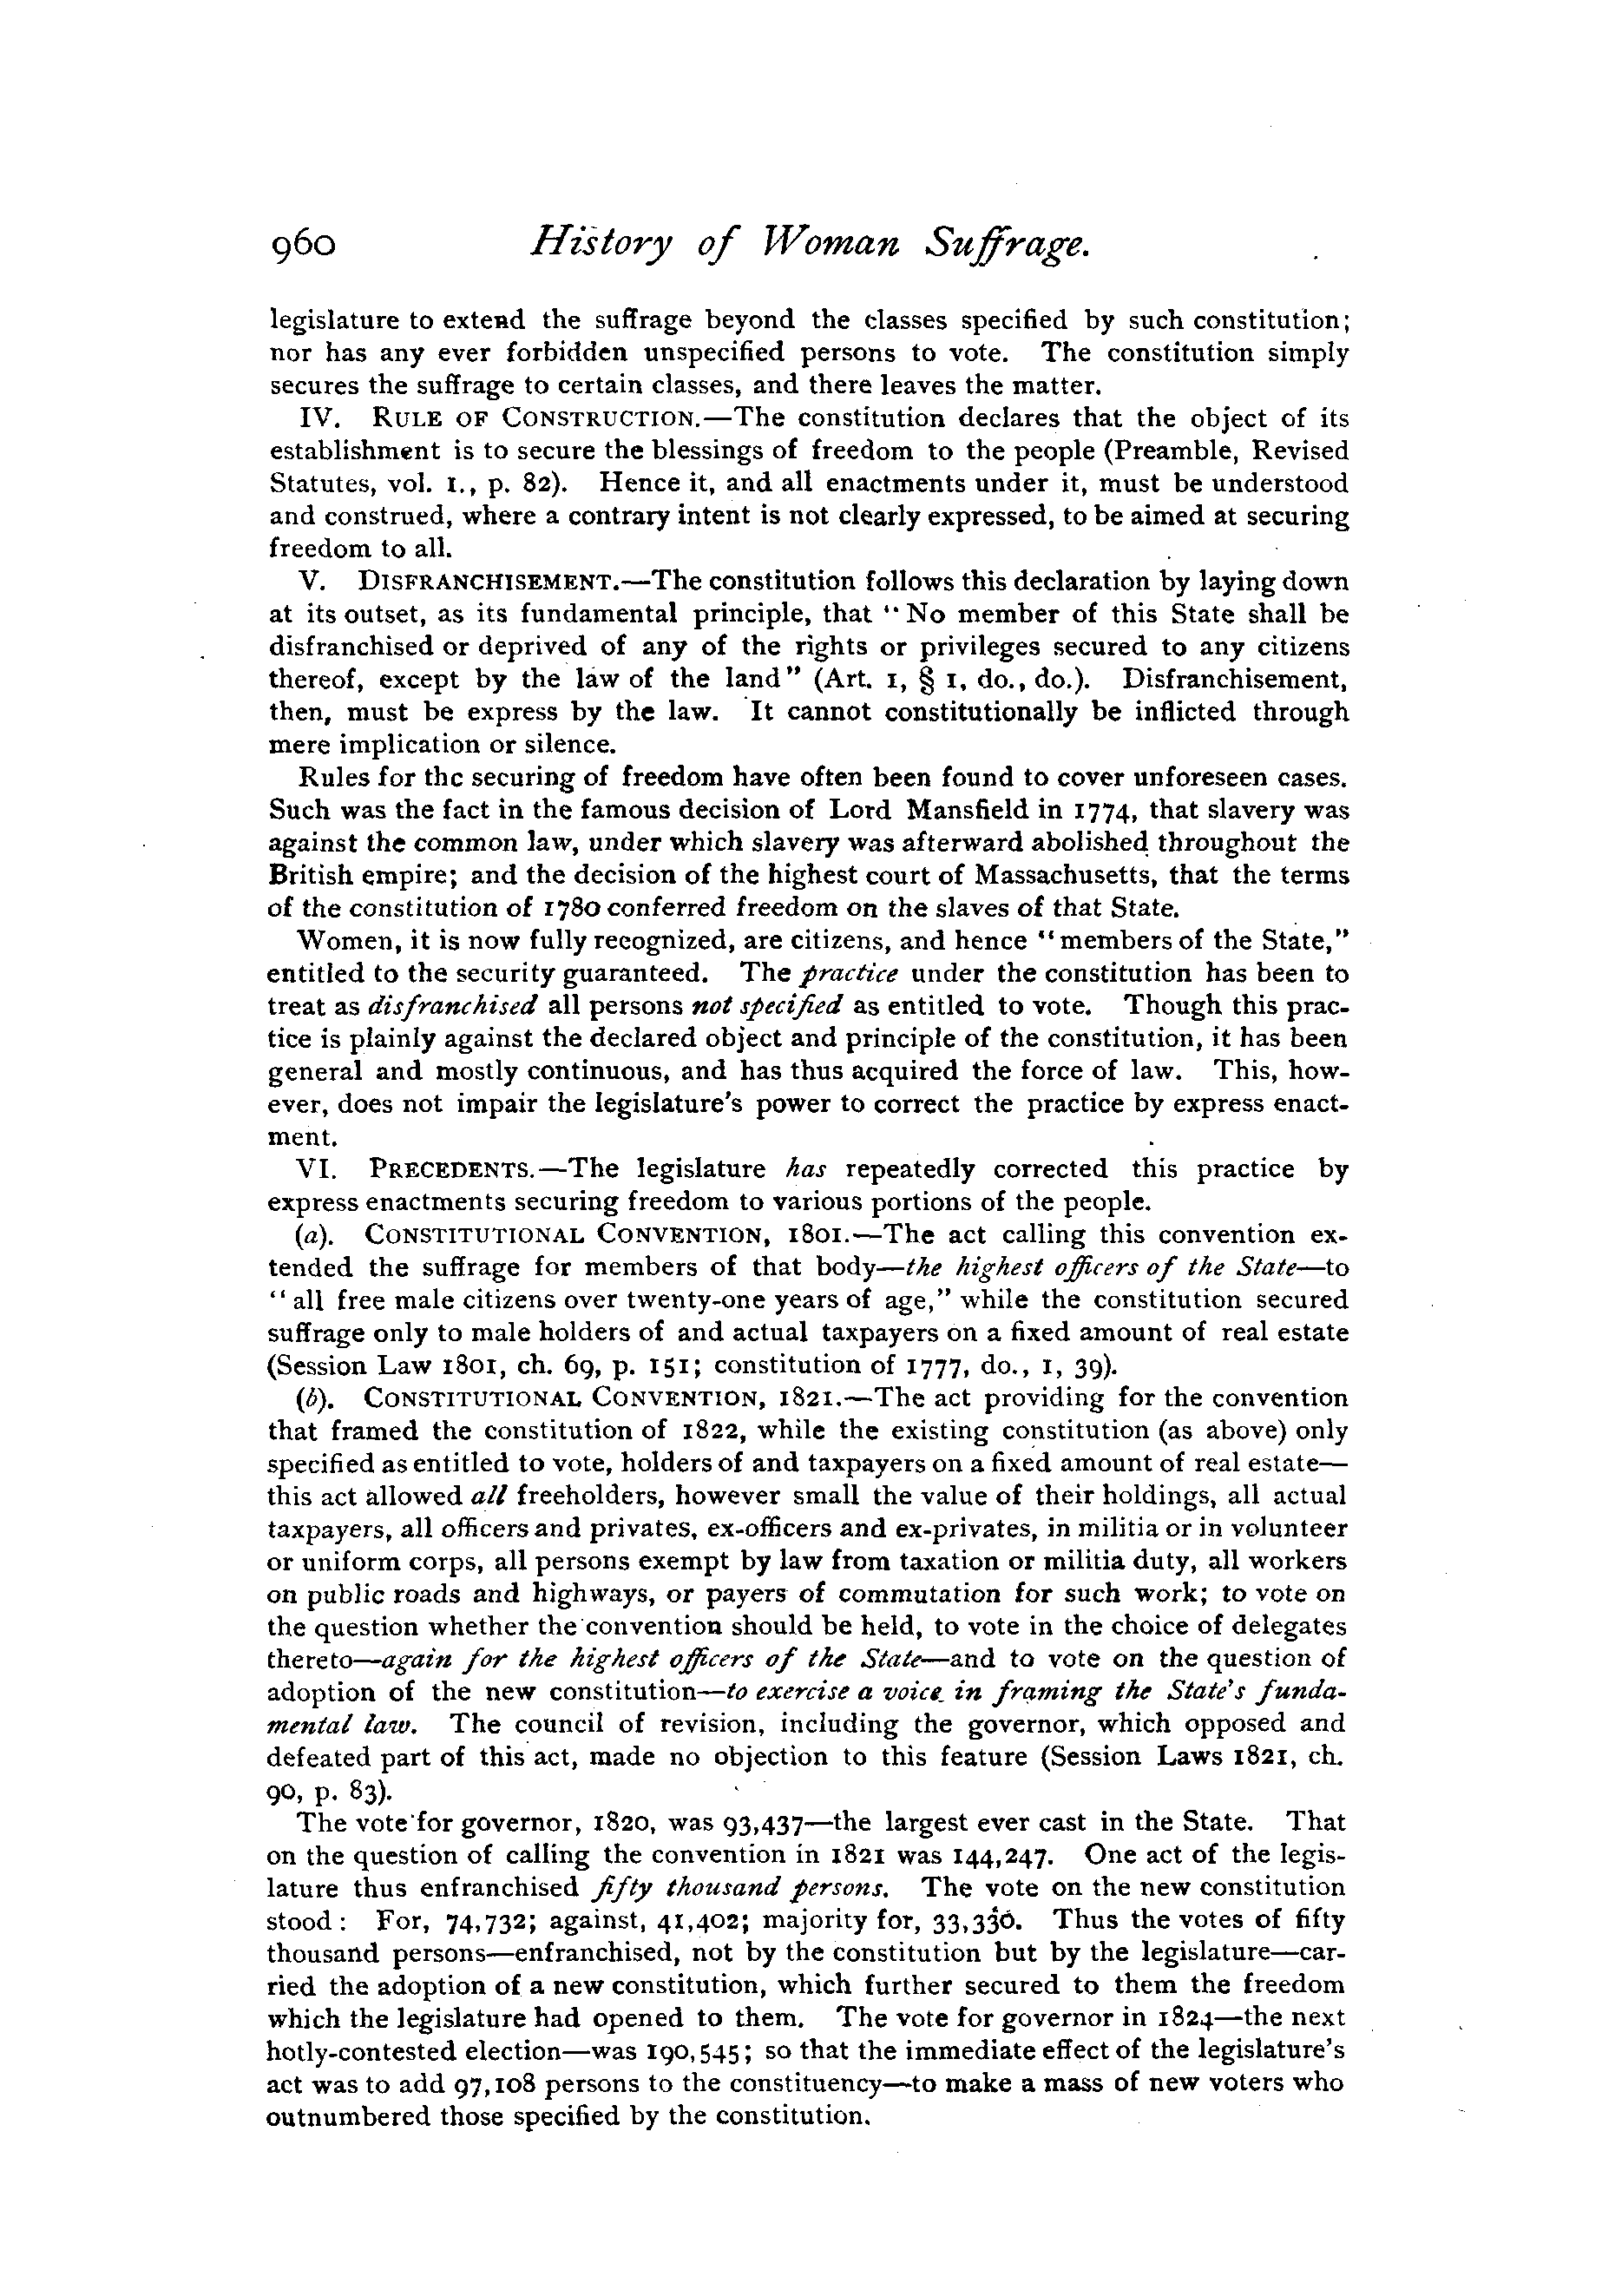 960 History of Woman Suffrage.
legislature to extend the suffrage beyond the classes specified by such constitution;
nor has any ever forbidden unspecified persons to vote. The constitution simply
secures the suffrage to certain classes, and there leaves the matter.
IV. RULE OF CONSTRUCTION.—The constitution declares that the object of its
establishment is to secure the blessings of freedom to the people (Preamble, Revised
Statutes, vol. I., p. 82). Hence it, and all enactments under it, must be understood
and construed, where a contrary intent is not clearly expressed, to be aimed at securing
freedom to all.
V. DISFRANCHISEMENT.—The constitution follows this declaration by laying down
at its outset, as its fundamental principle, that "No member of this State shall be
disfranchised or deprived of any of the rights or privileges secured to any citizens
thereof, except by the law of the land" (Art. 1, § 1, do., do.). Disfranchisement,
then, must be express by the law. It cannot constitutionally be inflicted through
mere implication or silence.
Rules for the securing of freedom have often been found to cover unforeseen cases.
Such was the fact in the famous decision of Lord Mansfield in 1774, that slavery was
against the common law, under which slavery was afterward abolished throughout the
British empire; and the decision of the highest court of Massachusetts, that the terms
of the constitution of 1780 conferred freedom on the slaves of that State.
Women, it is now fully recognized, are citizens, and hence "members of the State,"
entitled to the security guaranteed. The practice under the constitution has been to
treat as disfranchised all persons not specified as entitled to vote. Though this prac-
tice is plainly against the declared object and principle of the constitution, it has been
general and mostly continuous, and has thus acquired the force of law. This, how-
ever, does not impair the legislature's power to correct the practice by express enact-
ment.
VI. PRECEDENTS.—The legislature has repeatedly corrected this practice by
express enactments securing freedom to various portions of the people.
(a). CONSTITUTIONAL CONVENTION, 1801.—The act calling this convention ex-
tended the suffrage for members of that body—the highest officers of the State—to
"all free male citizens over twenty-one years of age," while the constitution secured
suffrage only to male holders of and actual taxpayers on a fixed amount of real estate
(Session Law 1801, ch. 69, p. 151; constitution of 1777, do., 1, 39).
(b). CONSTITUTIONAL CONVENTION, 1821.—The act providing for the convention
that framed the constitution of 1822, while the existing constitution (as above) only
specified as entitled to vote, holders of and taxpayers on a fixed amount of real estate—
this act allowed all freeholders, however small the value of their holdings, all actual
taxpayers, all officers and privates, ex-officers and ex-privates, in militia or in volunteer
or uniform corps, all persons exempt by law from taxation or militia duty, all workers
on public roads and highways, or payers of commutation for such work; to vote on
the question whether the convention should be held, to vote in the choice of delegates
thereto—again for the highest officers of the State—and to vote on the question of
adoption of the new constitution—to exercise a voice in framing the State's funda-
mental law. The council of revision, including the governor, which opposed and
defeated part of this act, made no objection to this feature (Session Laws 1821, ch.
90, p. 83).
The vote for governor, 1820, was 93,437—the largest ever cast in the State. That
on the question of calling the convention in 1821 was 144,247. One act of the legis-
lature thus enfranchised fifty thousand persons. The vote on the new constitution
stood: For, 74,732; against, 41,402; majority for, 33,330. Thus the votes of fifty
thousand persons—enfranchised, not by the constitution but by the legislature—car-
ried the adoption of a new constitution, which further secured to them the freedom
which the legislature had opened to them. The vote for governor in 1824—the next
hotly-contested election—was 190,545; so that the immediate effect of the legislature's
act was to add 97,108 persons to the constituency—to make a mass of new voters who
outnumbered those specified by the constitution.